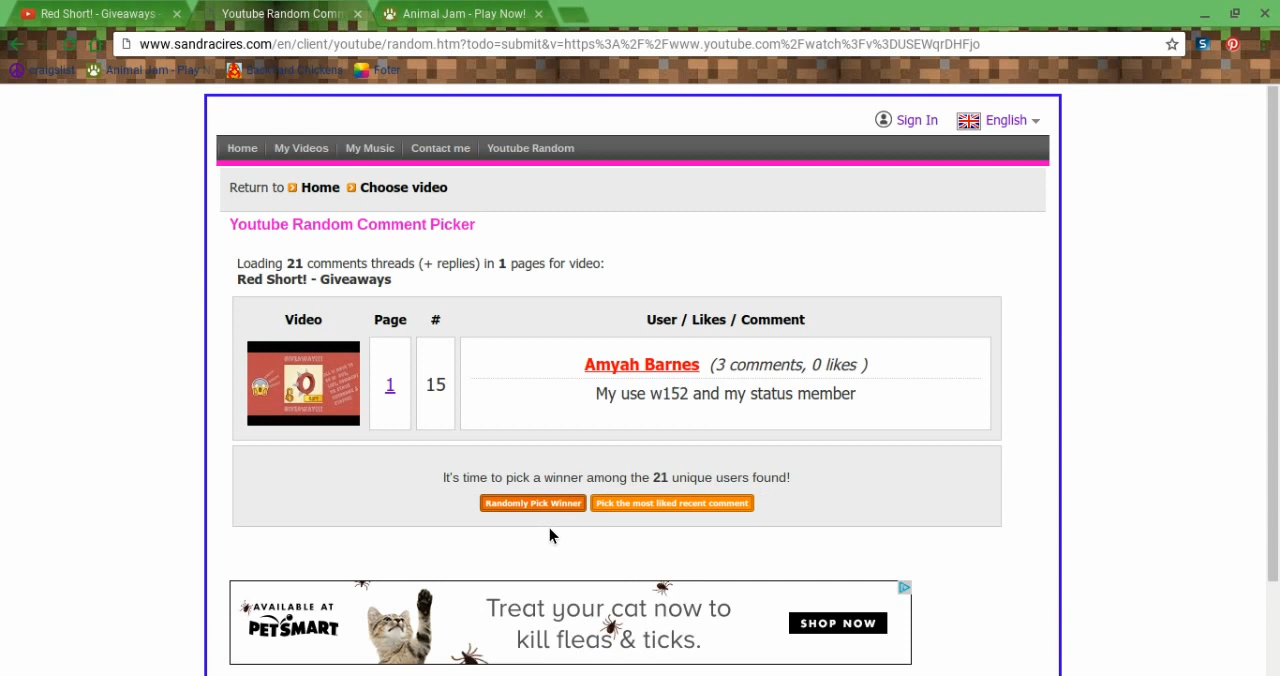 Red Short! - Giveaways -
Youtube Random Comm
Animal Jam - Play Now!
www.sandracires.com/en/client/youtube/random.htm?todo=submit&v=https%3A%2F%2Fwww.youtube.com%2Fwatch%3Fv%3DUSEWqrDHFjo
craigslist
Animal Jam - Play N
Backyard Chickens
Foter
Sign In
English
Home
My Videos
My Music
Contact me
Youtube Random
Return to Home Choose video
Youtube Random Comment Picker
Loading 21 comments threads (+ replies) in 1 pages for video:
Red Short! - Giveaways
Video Page # User / Likes / Comment
GIVEAWAY!!!
GIVEAWAY!!!
1
15
Amyah Barnes (3 comments, 0 likes )
My use w152 and my status member
It's time to pick a winner among the 21 unique users found!
Randomly Pick Winner
Pick the most liked recent comment
AVAILABLE AT
PETSMART
Treat your cat now to
kill fleas & ticks.
SHOP NOW